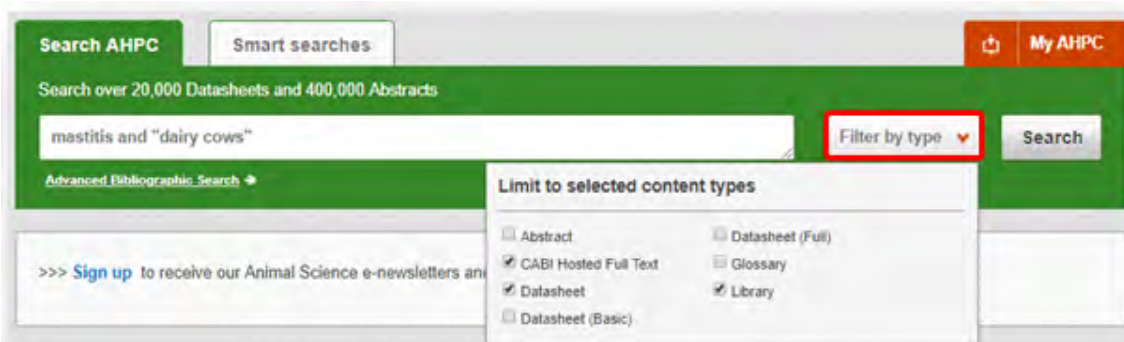 Search AHPC
Smart searches
My AHPC
Search over 20,000 Datasheets and 400,000 Abstracts
mastitis and "dairy cows"
Filter by type
Search
Advanced Bibliographic Search
Limit to selected content types
Abstract
Datasheet (Full)
>>> Sign up to receive our Animal Science e-newsletters and
CABI Hosted Full Text
Glossary
Datasheet
Library
Datasheet (Basic)